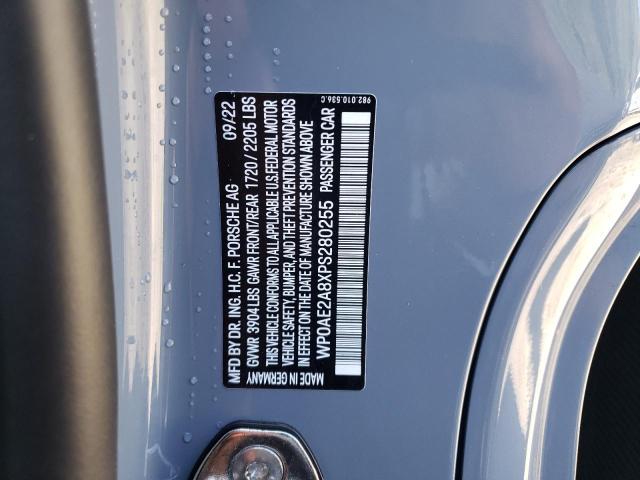 MFD BY DR. ING. H.C. F. PORSCHE AG 09/22
GVWR 3904 LBS GAWR FRONT/REAR 1720/2205 LBS
THIS VEHICLE CONFORMS TO ALL APPLICABLE U.S. FEDERAL MOTOR
VEHICLE SAFETY, BUMPER, AND THEFT PREVENTION STANDARDS
IN EFFECT ON THE DATE OF MANUFACTURE SHOWN ABOVE
WP0AE2A8XPS280255 PASSENGER CAR
MADE IN GERMANY
982.010.536.C